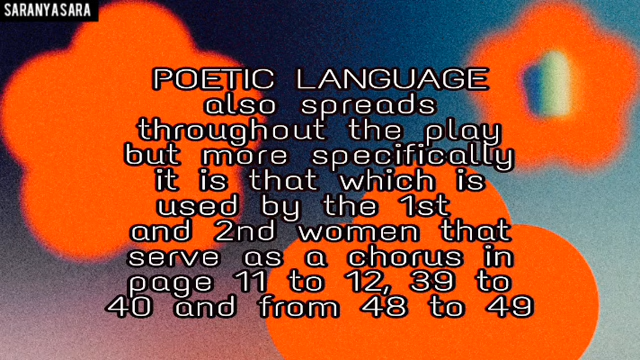 SARANYASARA
POETIC LANGUAGE
also spreads
throughout the play
but more specifically
it is that which is
used by the 1st
and 2nd women that
serve as a chorus in
page 11 to 12, 39 to
40 and from 48 to 49